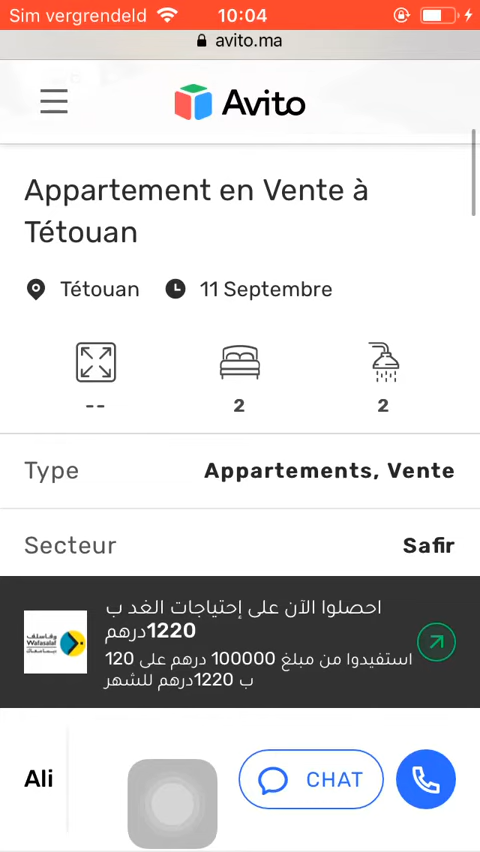 Sim vergrendeld 10:04
avito.ma
Avito
Appartement en Vente à
Tétouan
Tétouan 11 Septembre
-- 2 2
Type Appartements, Vente
Secteur Safir
احصلوا الآن على إحتياجات الغد ب
1220درهم
استفيدوا من مبلغ 100000 درهم على 120
ب 1220درهم للشهر
وفاسلف
Wafasalaf
Ali CHAT